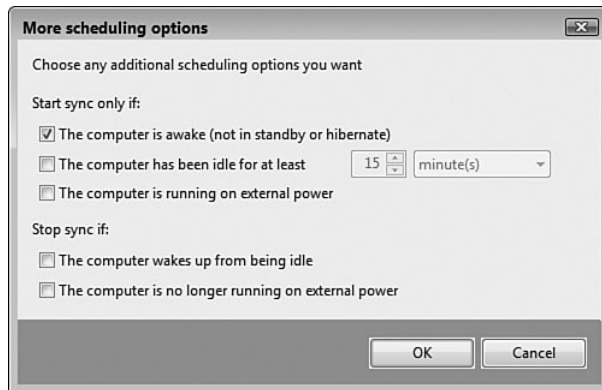 More scheduling options
Choose any additional scheduling options you want
Start sync only if:
The computer is awake (not in standby or hibernate)
The computer has been idle for at least 15 minute(s)
The computer is running on external power
Stop sync if:
The computer wakes up from being idle
The computer is no longer running on external power
OK Cancel